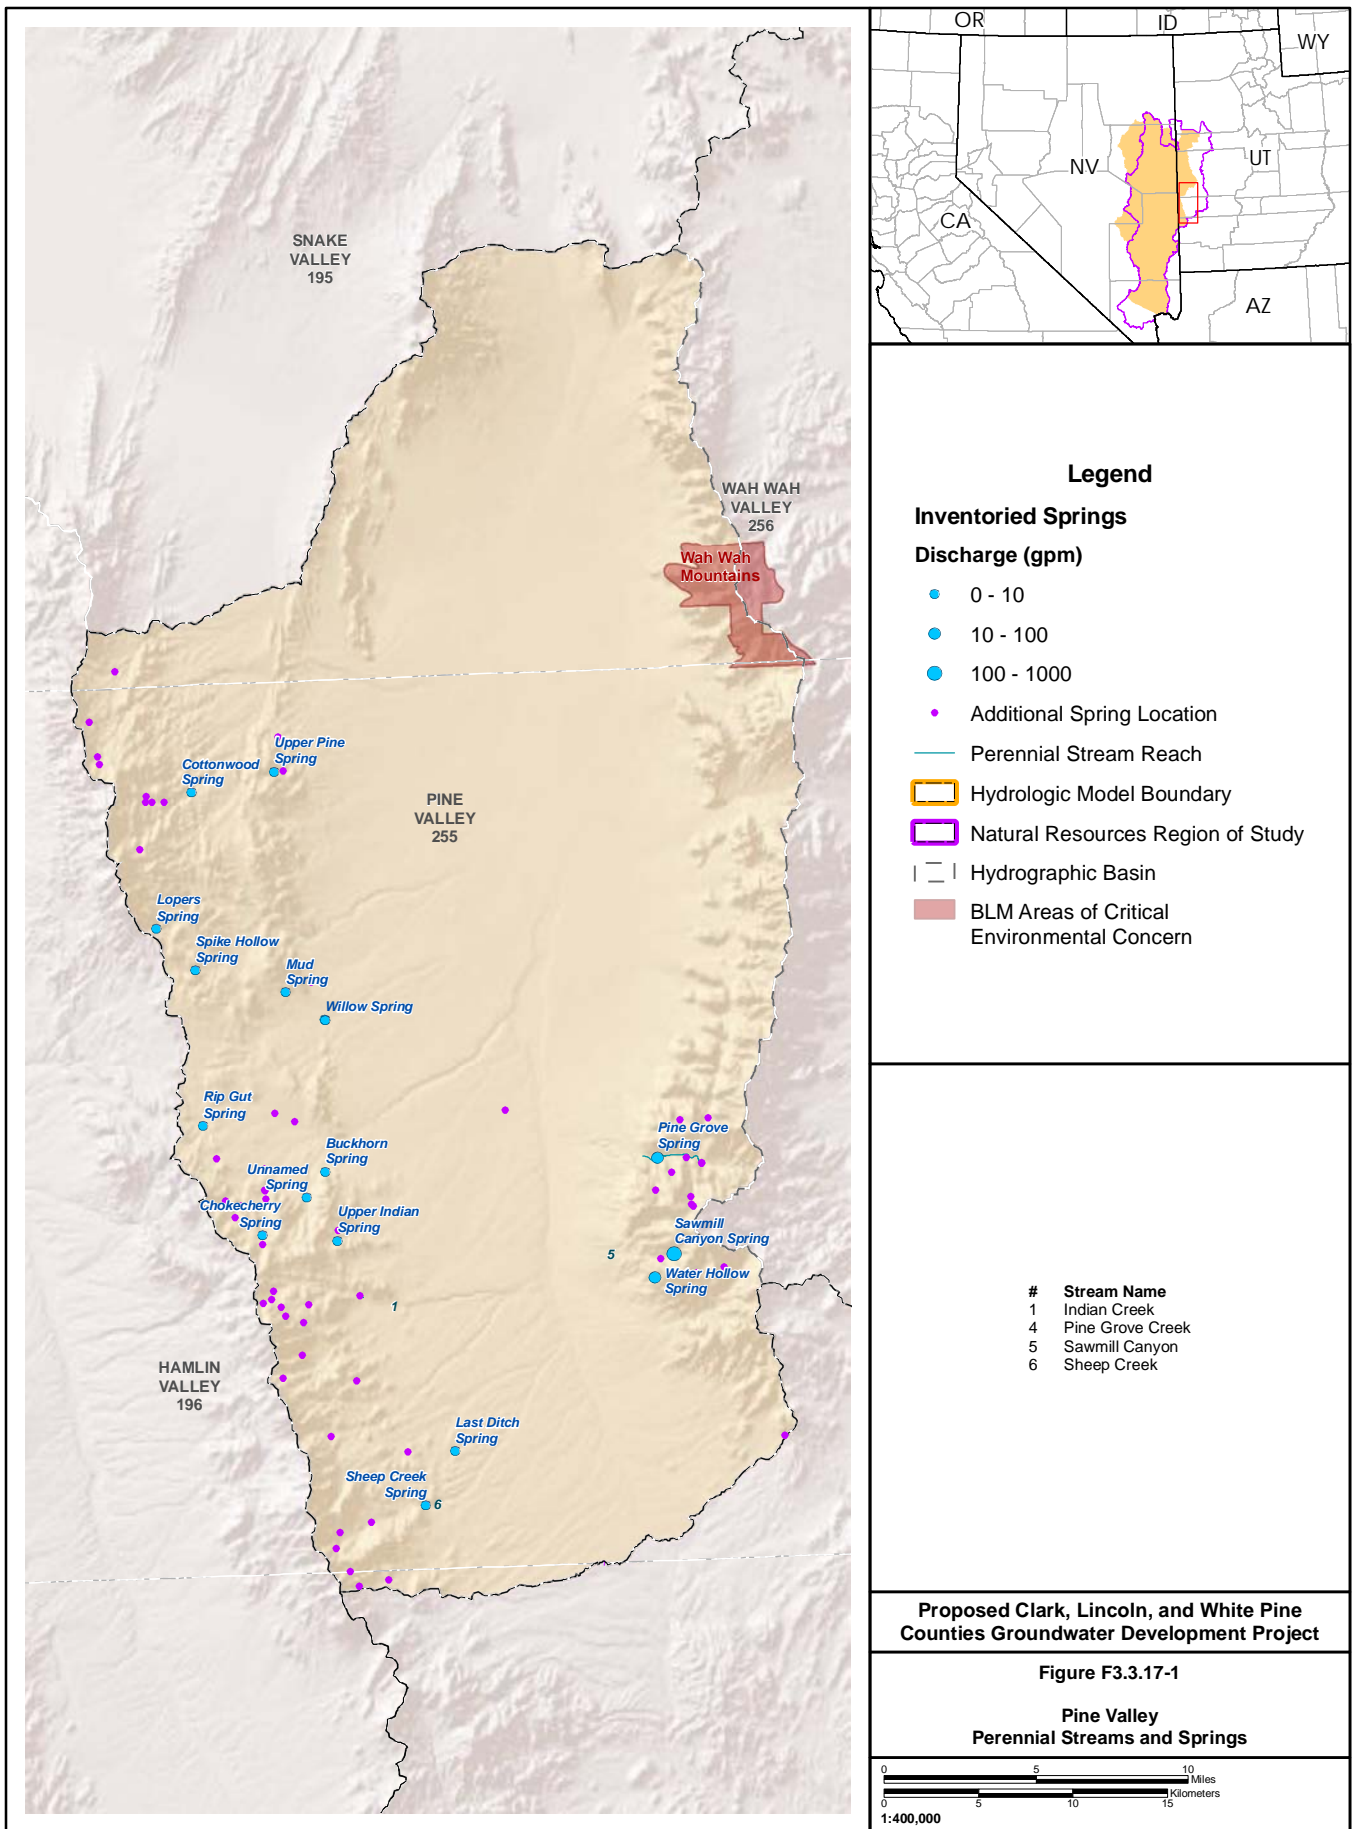 SNAKE
VALLEY
195
WAH WAH
VALLEY
256
Wah Wah
Mountains
Upper Pine
Spring
Cottonwood
Spring
PINE
VALLEY
255
Lopers
Spring
Spike Hollow
Spring
Mud
Spring
Willow Spring
Rip Gut
Spring
Buckhorn
Spring
Pine Grove
Spring
Unnamed
Spring
Chokecherry
Spring
Upper Indian
Spring
Sawmill
Canyon Spring
5
Water Hollow
Spring
1
HAMLIN
VALLEY
196
Last Ditch
Spring
Sheep Creek
Spring
6
OR
ID
WY
NV
UT
CA
AZ
Legend
Inventoried Springs
Discharge (gpm)
0 - 10
10 - 100
100 - 1000
Additional Spring Location
Perennial Stream Reach
Hydrologic Model Boundary
Natural Resources Region of Study
Hydrographic Basin
BLM Areas of Critical
Environmental Concern
# Stream Name
1 Indian Creek
4 Pine Grove Creek
5 Sawmill Canyon
6 Sheep Creek
Proposed Clark, Lincoln, and White Pine
Counties Groundwater Development Project
Figure F3.3.17-1
Pine Valley
Perennial Streams and Springs
0 5 10
Miles
Kilometers
0 5 10 15
1:400,000